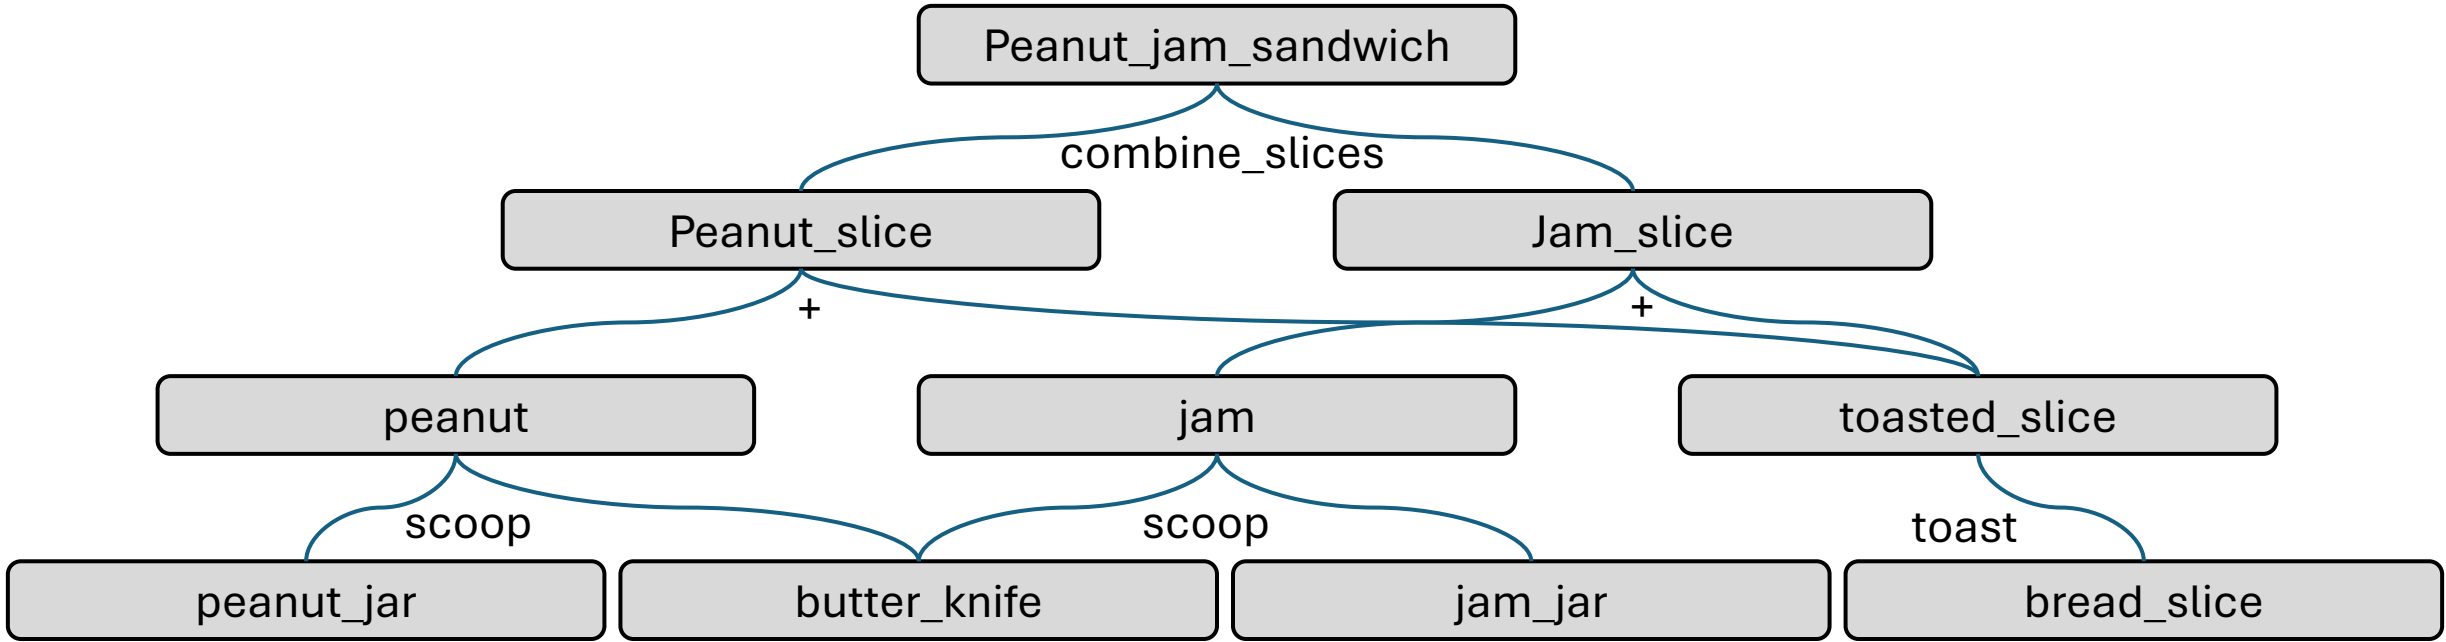 Peanut_jam_sandwich
combine_slices
Peanut_slice
Jam_slice
+
+
peanut
jam
toasted_slice
scoop
scoop
toast
peanut_jar
butter_knife
jam_jar
bread_slice